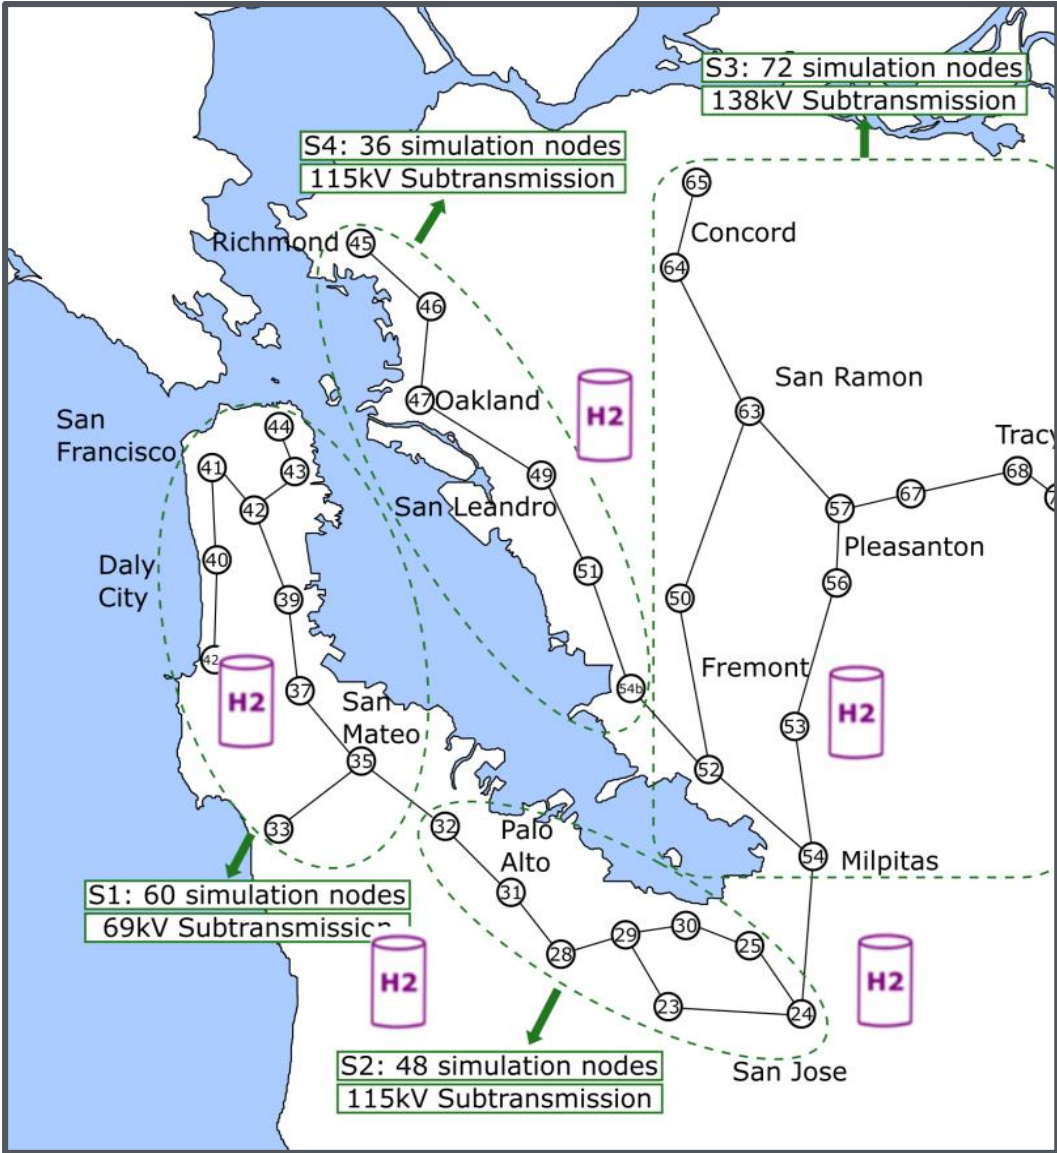 S3: 72 simulation nodes
138kV Subtransmission
S4: 36 simulation nodes
115kV Subtransmission
65
Concord
Richmond
45
64
46
San Ramon
H2
47
Oakland
63
San
Francisco
44
Tracy
41
43
49
68
67
San Leandro
42
57
Pleasanton
Daly
City
40
51
56
39
50
42
Fremont
54b
37
H2
San
Mateo
H2
53
35
52
32
Palo
Alto
33
54
Milpitas
31
S1: 60 simulation nodes
69kV Subtransmission
29
30
25
28
H2
H2
23
24
S2: 48 simulation nodes
115kV Subtransmission
San Jose